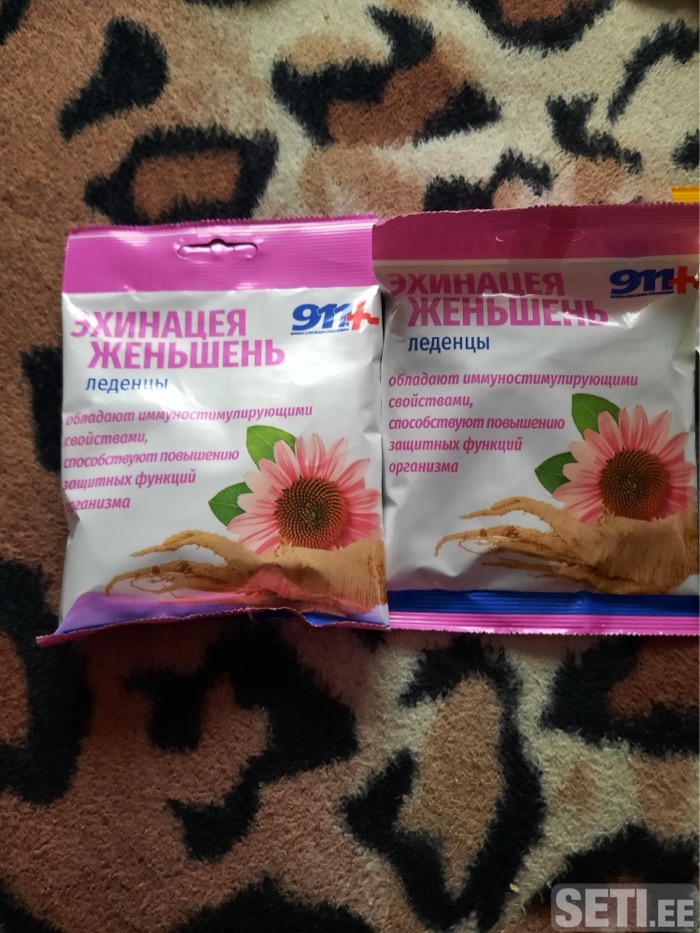 ЭХИНАЦЕЯ
ЖЕНЬШЕНЬ
леденцы
911+
обладают иммуностимулирующими
свойствами,
способствуют повышению
защитных функций
организма
ЭХИНАЦЕЯ
ЖЕНЬШЕНЬ
леденцы
911+
обладают иммуностимулирующими
свойствами,
способствуют повышению
защитных функций
организма
SETI.EE